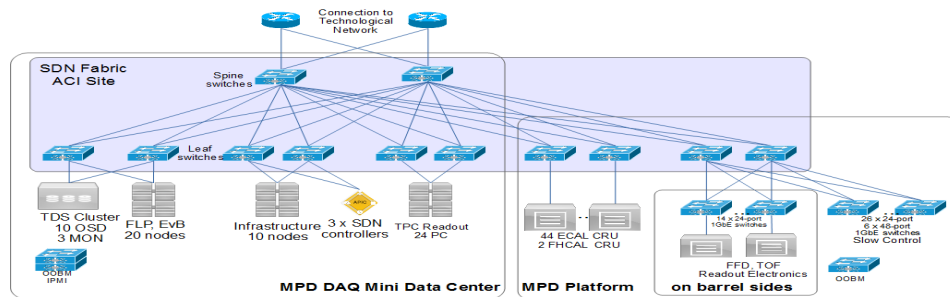 Connection to
Technological
Network
SDN Fabric
ACI Site
Spine
switches
Leaf
switches
TDS Cluster
10 OSD
3 MON
FLP, EvB
20 nodes
Infrastructure
10 nodes
APIC
3 x SDN
controllers
TPC Readout
24 PC
44 ECAL CRU
2 FHCAL CRU
14 x 24-port
1GbE switches
26 x 24-port
6 x 48-port
1GbE switches
Slow Control
FFD, TOF
Readout Electronics
OOBM
IPMI
OOBM
MPD DAQ Mini Data Center
MPD Platform
on barrel sides